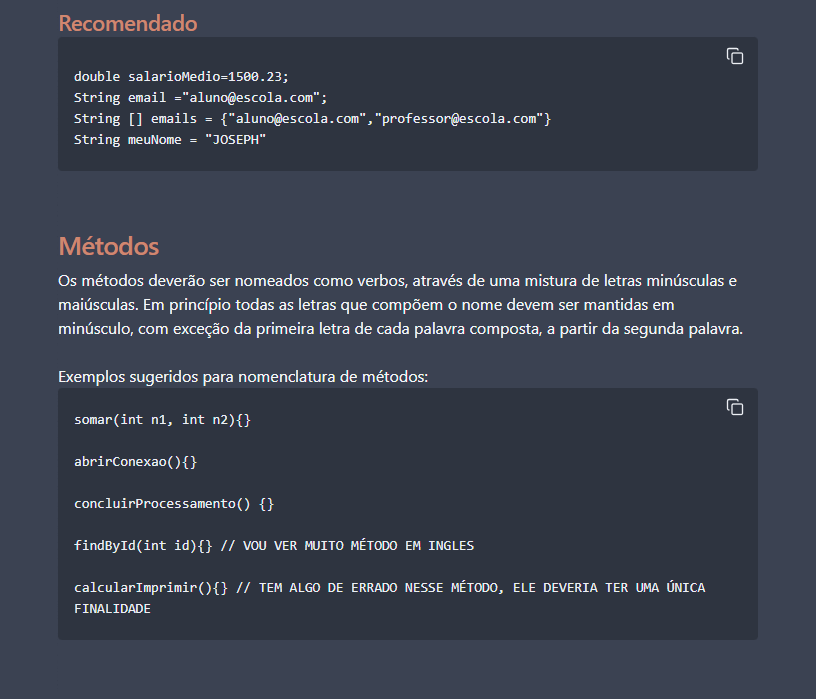 Recomendado
double salarioMedio=1500.23;
String email ="aluno@escola.com";
String [] emails = {"aluno@escola.com","professor@escola.com"}
String meuNome = "JOSEPH"
Métodos
Os métodos deverão ser nomeados como verbos, através de uma mistura de letras minúsculas e
maiúsculas. Em princípio todas as letras que compõem o nome devem ser mantidas em
minúsculo, com exceção da primeira letra de cada palavra composta, a partir da segunda palavra.
Exemplos sugeridos para nomenclatura de métodos:
somar(int n1, int n2){}
abrirConexao(){}
concluirProcessamento() {}
findById(int id){} // VOU VER MUITO MÉTODO EM INGLES
calcularImprimir(){} // TEM ALGO DE ERRADO NESSE MÉTODO, ELE DEVERIA TER UMA ÚNICA
FINALIDADE